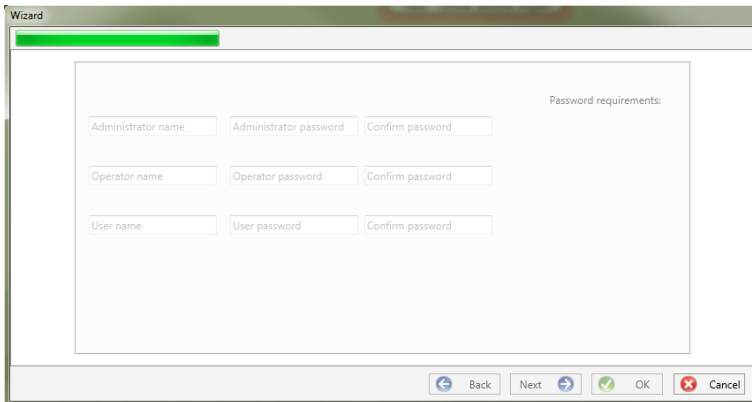 Wizard
Password requirements:
Administrator name Administrator password Confirm password
Operator name Operator password Confirm password
User name User password Confirm password
Back Next OK Cancel